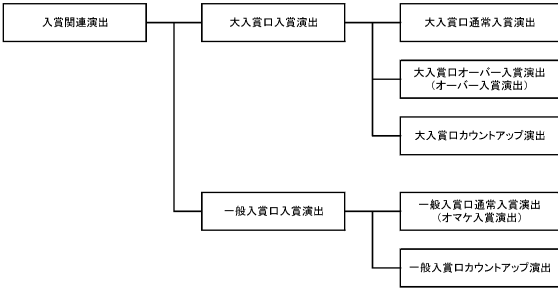 入賞関連演出
大入賞口入賞演出
大入賞口通常入賞演出
大入賞口オーバー入賞演出
(オーバー入賞演出)
大入賞口カウントアップ演出
一般入賞口入賞演出
一般入賞口通常入賞演出
(オマケ入賞演出)
一般入賞口カウントアップ演出